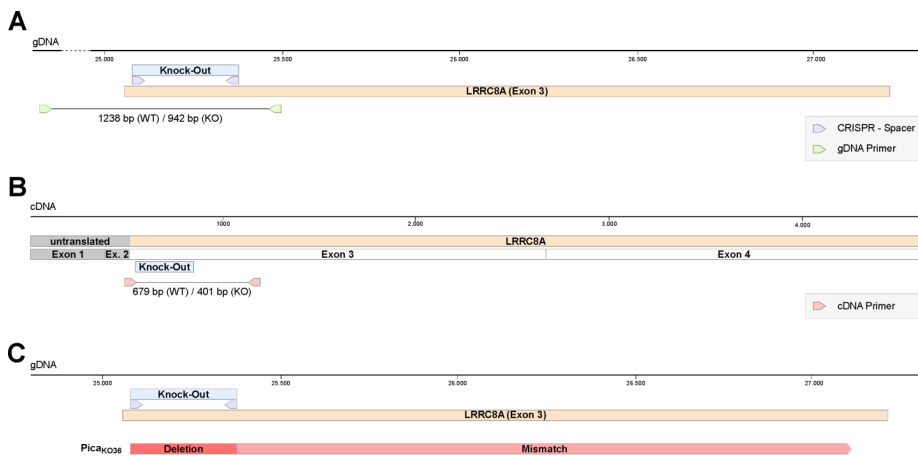 A
gDNA
25.000 25.500 26.000 26.500 27.000
Knock-Out
LRRC8A (Exon 3)
1238 bp (WT) / 942 bp (KO)
CRISPR - Spacer
gDNA Primer
B
cDNA
1000 2.000 3.000 4.000
untranslated LRRC8A
Exon 1 Ex. 2 Exon 3 Exon 4
Knock-Out
679 bp (WT) / 401 bp (KO)
cDNA Primer
C
gDNA
25.000 25.500 26.000 26.500 27.000
Knock-Out
LRRC8A (Exon 3)
PicaKO36 Deletion Mismatch